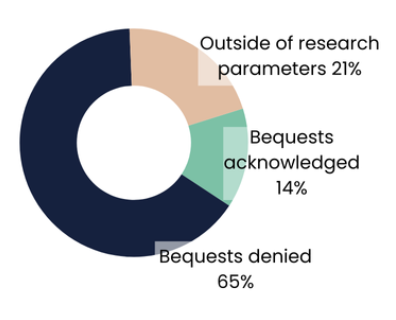 Outside of research
parameters 21%
Bequests
acknowledged
14%
Bequests denied
65%